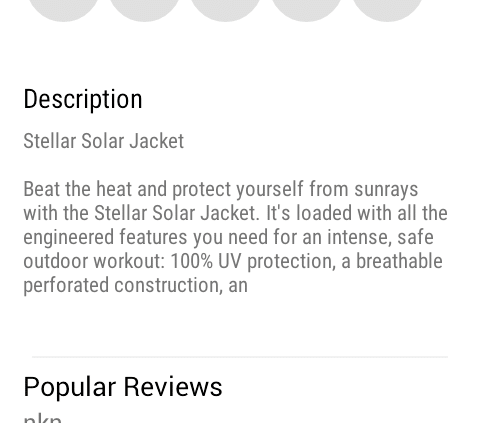 Description
Stellar Solar Jacket
Beat the heat and protect yourself from sunrays
with the Stellar Solar Jacket. It's loaded with all the
engineered features you need for an intense, safe
outdoor workout: 100% UV protection, a breathable
perforated construction, an
Popular Reviews